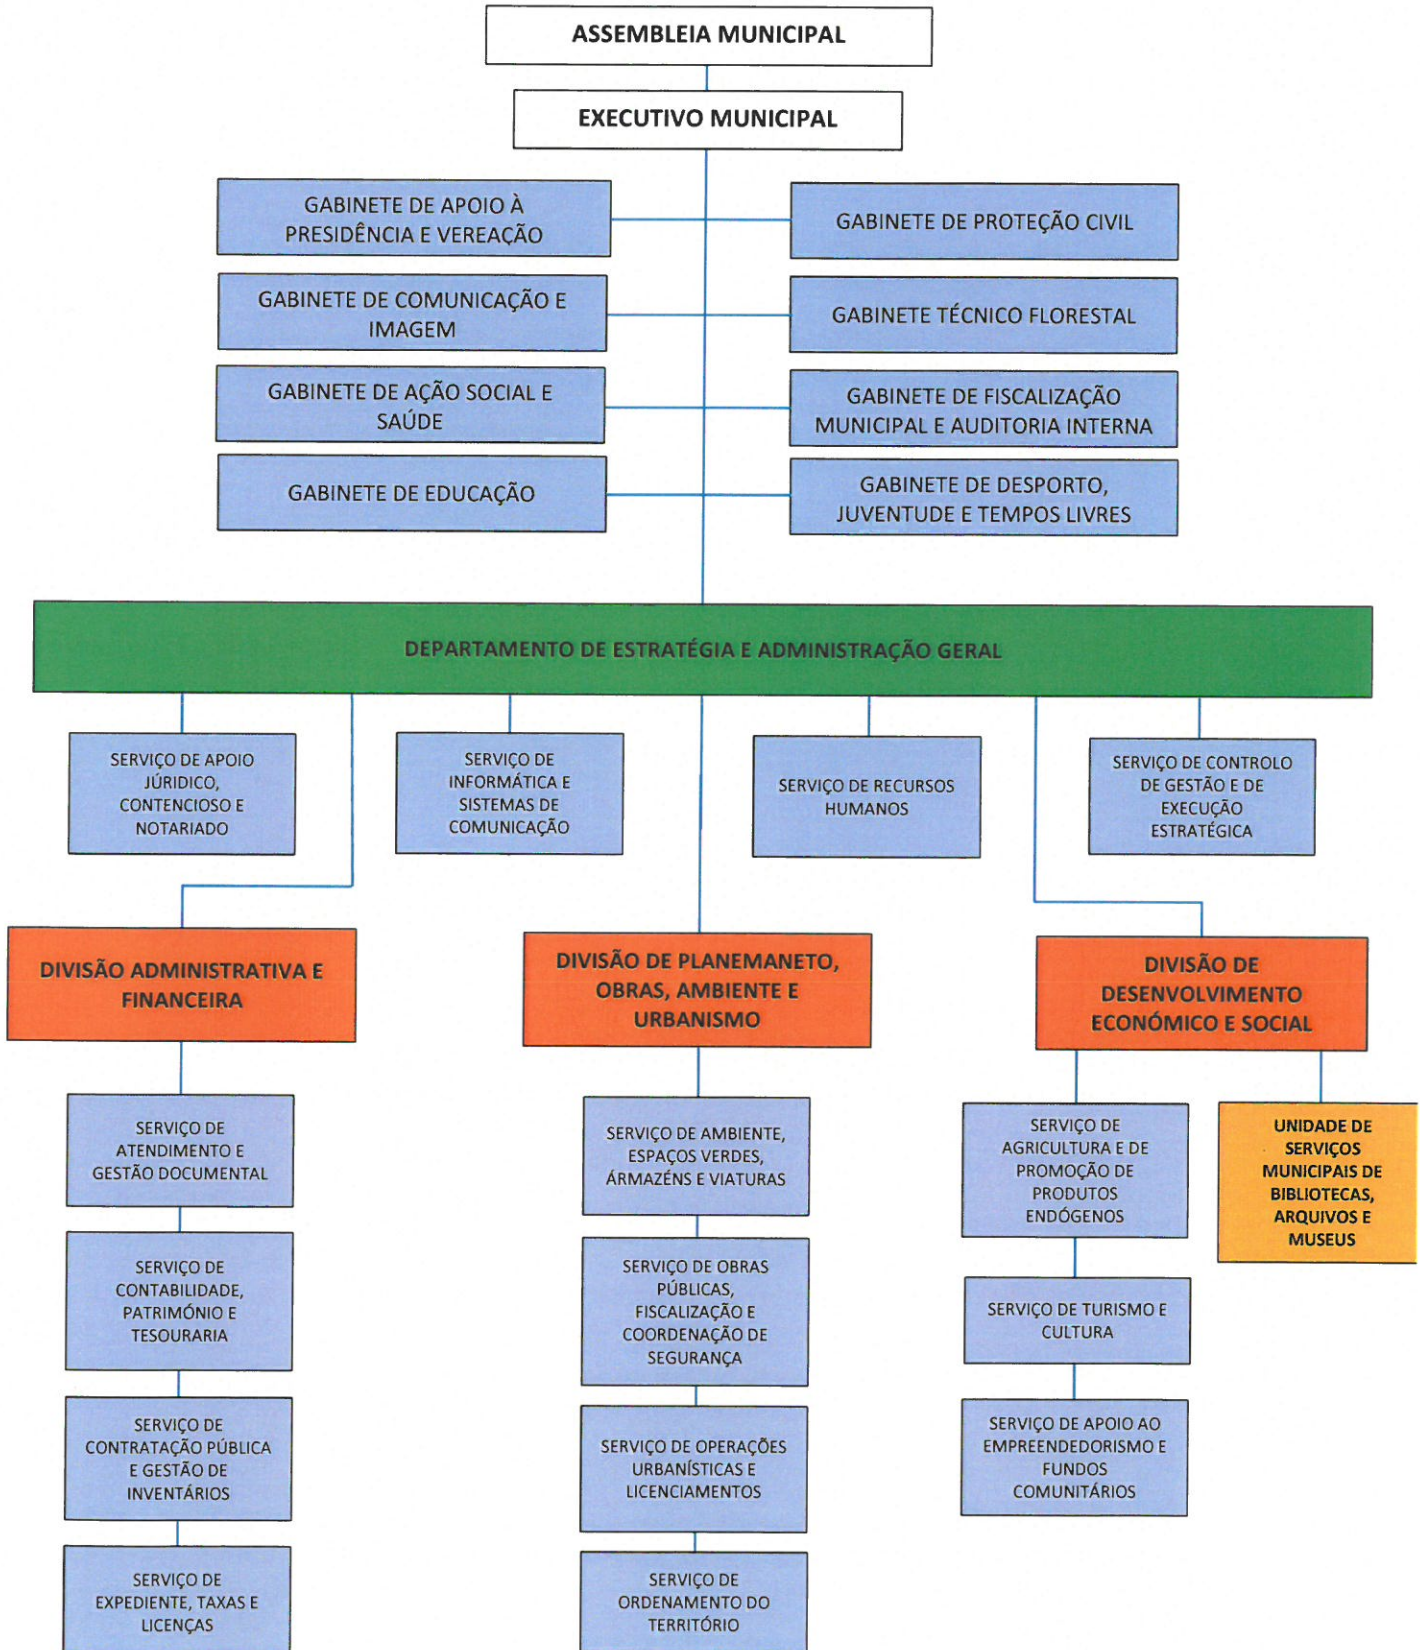 ASSEMBLEIA MUNICIPAL
EXECUTIVO MUNICIPAL
GABINETE DE APOIO À
PRESIDÊNCIA E VEREAÇÃO
GABINETE DE PROTEÇÃO CIVIL
GABINETE DE COMUNICAÇÃO E
IMAGEM
GABINETE TÉCNICO FLORESTAL
GABINETE DE AÇÃO SOCIAL E
SAÚDE
GABINETE DE FISCALIZAÇÃO
MUNICIPAL E AUDITORIA INTERNA
GABINETE DE EDUCAÇÃO
GABINETE DE DESPORTO,
JUVENTUDE E TEMPOS LIVRES
DEPARTAMENTO DE ESTRATÉGIA E ADMINISTRAÇÃO GERAL
SERVIÇO DE APOIO
JÚRIDICO,
CONTENCIOSO E
NOTARIADO
SERVIÇO DE
INFORMÁTICA E
SISTEMAS DE
COMUNICAÇÃO
SERVIÇO DE RECURSOS
HUMANOS
SERVIÇO DE CONTROLO
DE GESTÃO E DE
EXECUÇÃO
ESTRATÉGICA
DIVISÃO ADMINISTRATIVA E
FINANCEIRA
DIVISÃO DE PLANEMANETO,
OBRAS, AMBIENTE E
URBANISMO
DIVISÃO DE
DESENVOLVIMENTO
ECONÓMICO E SOCIAL
SERVIÇO DE
ATENDIMENTO E
GESTÃO DOCUMENTAL
SERVIÇO DE
CONTABILIDADE,
PATRIMÓNIO E
TESOURARIA
SERVIÇO DE
CONTRATAÇÃO PÚBLICA
E GESTÃO DE
INVENTÁRIOS
SERVIÇO DE
EXPEDIENTE, TAXAS E
LICENÇAS
SERVIÇO DE AMBIENTE,
ESPAÇOS VERDES,
ÁRMAZÉNS E VIATURAS
SERVIÇO DE OBRAS
PÚBLICAS,
FISCALIZAÇÃO E
COORDENAÇÃO DE
SEGURANÇA
SERVIÇO DE OPERAÇÕES
URBANÍSTICAS E
LICENCIAMENTOS
SERVIÇO DE
ORDENAMENTO DO
TERRITÓRIO
SERVIÇO DE
AGRICULTURA E DE
PROMOÇÃO DE
PRODUTOS
ENDÓGENOS
SERVIÇO DE TURISMO E
CULTURA
SERVIÇO DE APOIO AO
EMPREENDEDORISMO E
FUNDOS
COMUNITÁRIOS
UNIDADE DE
SERVIÇOS
MUNICIPAIS DE
BIBLIOTECAS,
ARQUIVOS E
MUSEUS